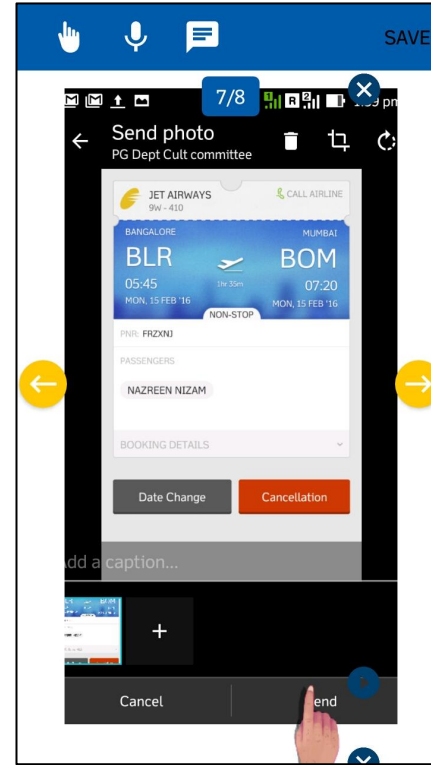 SAVE
7/8
pm
Send photo
PG Dept Cult committee
JET AIRWAYS
9W - 410
CALL AIRLINE
BANGALORE
MUMBAI
BLR
BOM
05:45
1hr 35m
07:20
MON, 15 FEB '16
MON, 15 FEB '16
NON-STOP
PNR: FRZXNJ
PASSENGERS
NAZREEN NIZAM
BOOKING DETAILS
Date Change
Cancellation
Add a caption...
+
Cancel
end